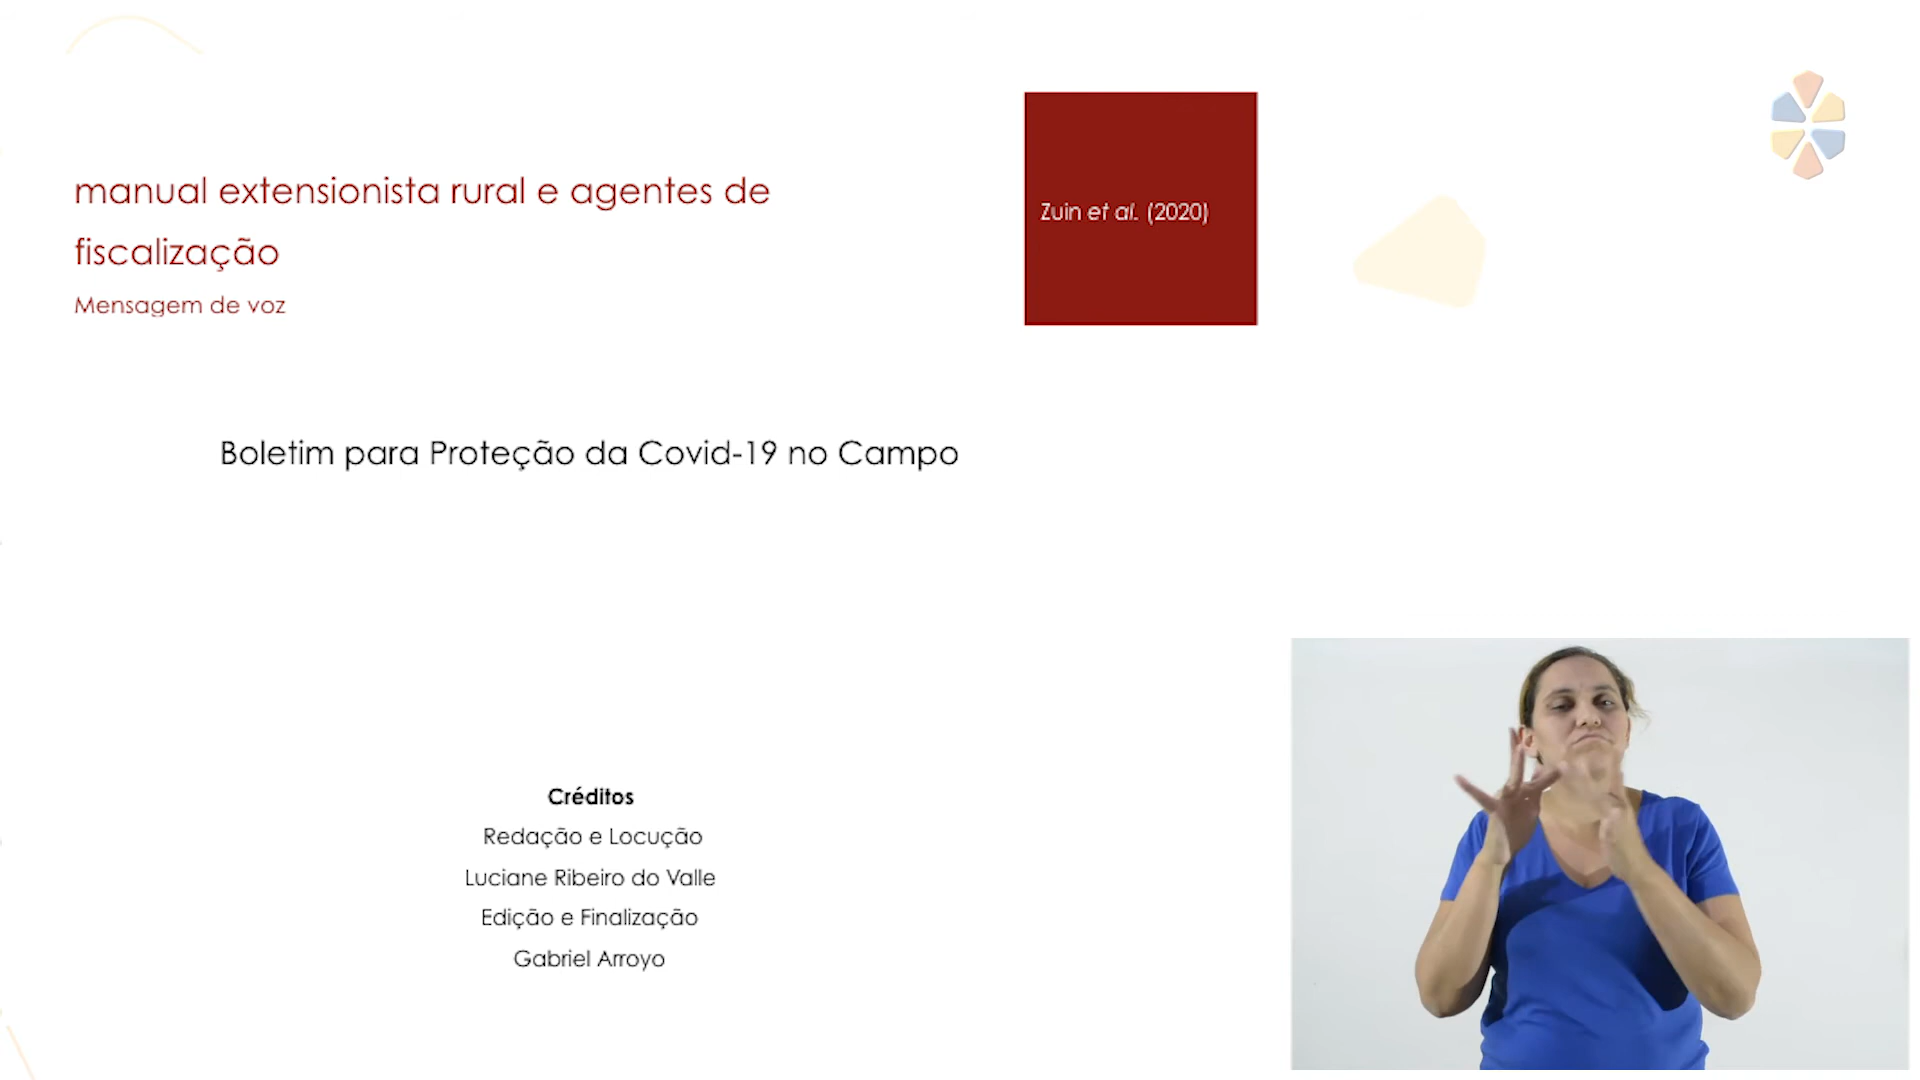 manual extensionista rural e agentes de
fiscalização
Mensagem de voz
Zuin et al. (2020)
Boletim para Proteção da Covid-19 no Campo
Créditos
Redação e Locução
Luciane Ribeiro do Valle
Edição e Finalização
Gabriel Arroyo